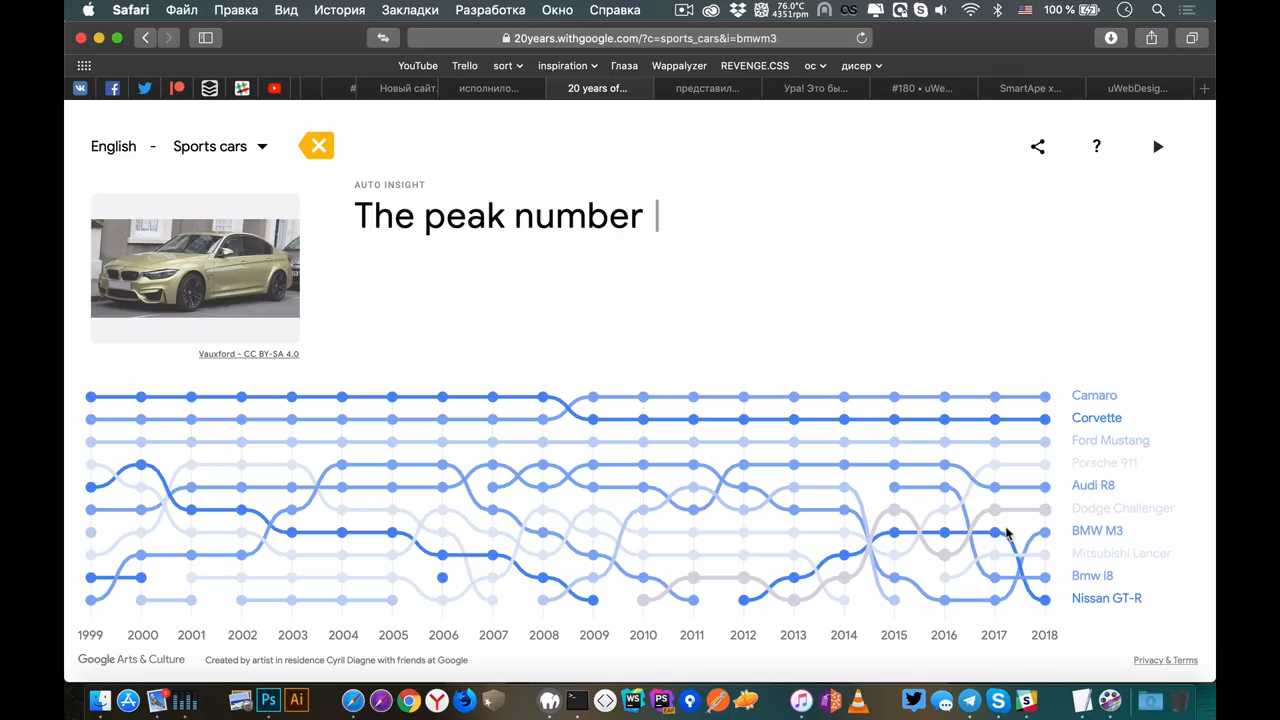 Safari Файл Правка Вид История Закладки Разработка Окно Справка 76.0°C 4351rpm 100 %
20years.withgoogle.com/?c=sports_cars&i=bmwm3
YouTube Trello sort inspiration Глаза Wappalyzer REVENGE.CSS ос дисер
# Новый сайт. исполнило... 20 years of... представил... Ура! Это бы... #180 • uWe... SmartApe х... uWebDesig...
English - Sports cars ?
AUTO INSIGHT
The peak number
Vauxford - CC BY-SA 4.0
Camaro
Corvette
Ford Mustang
Porsche 911
Audi R8
Dodge Challenger
BMW M3
Mitsubishi Lancer
Bmw I8
Nissan GT-R
1999 2000 2001 2002 2003 2004 2005 2006 2007 2008 2009 2010 2011 2012 2013 2014 2015 2016 2017 2018
Google Arts & Culture Created by artist in residence Cyril Diagne with friends at Google Privacy & Terms
Ps Ai WS PS